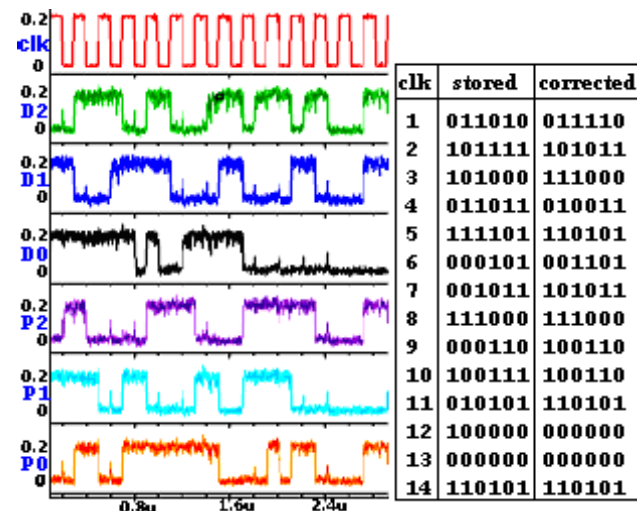 0.2
clk
0
0.2
D2
0
0.2
D1
0
0.2
D0
0
0.2
P2
0
0.2
P1
0
0.2
P0
0
0.8u 1.6u 2.4u
clk stored corrected
1 011010 011110
2 101111 101011
3 101000 111000
4 011011 010011
5 111101 110101
6 000101 001101
7 001011 101011
8 111000 111000
9 000110 100110
10 100111 100110
11 010101 110101
12 100000 000000
13 000000 000000
14 110101 110101